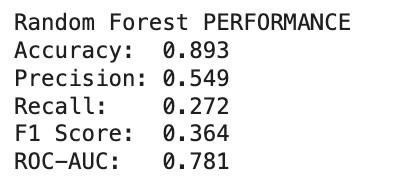 Random Forest PERFORMANCE
Accuracy: 0.893
Precision: 0.549
Recall: 0.272
F1 Score: 0.364
ROC-AUC: 0.781